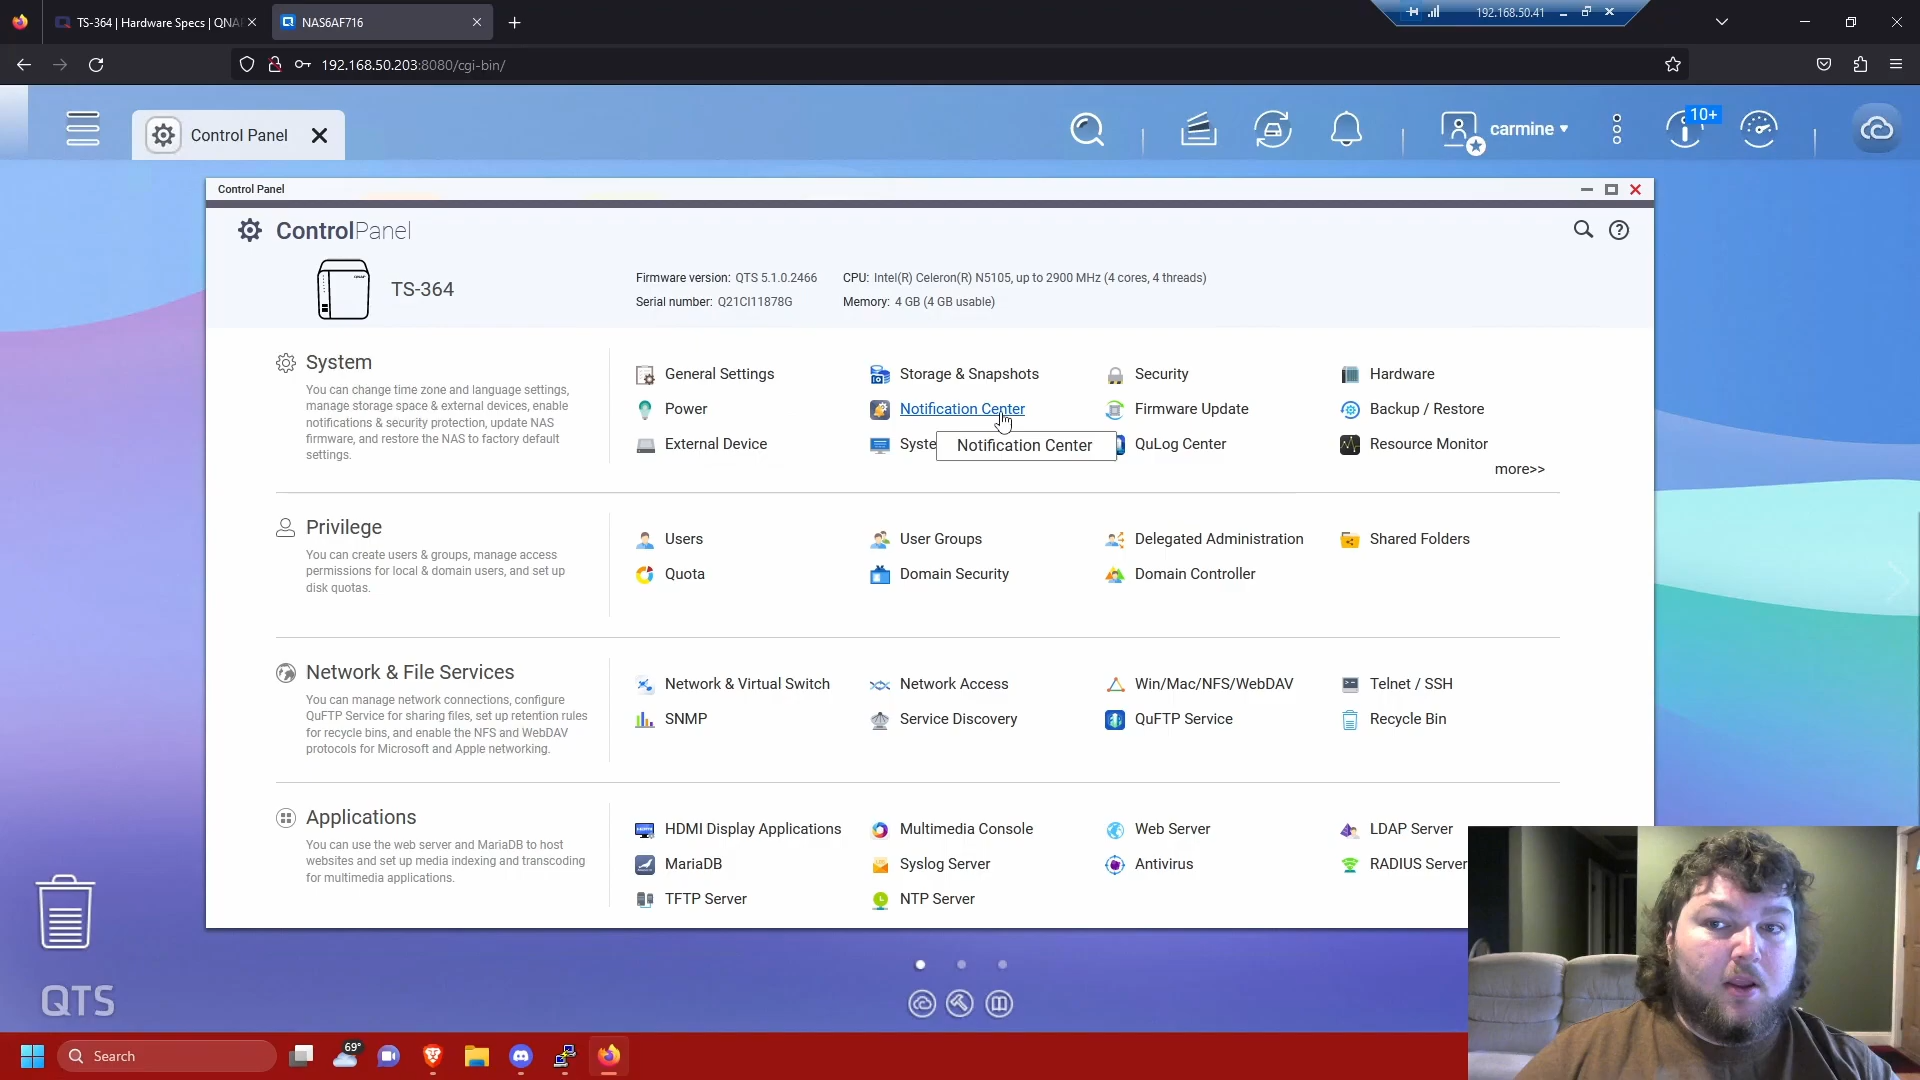 TS-364 | Hardware Specs | QNA
NAS6AF716
192.168.50.41
192.168.50.203:8080/cgi-bin/
Control Panel
carmine
10+
Control Panel
ControlPanel
TS-364
Firmware version: QTS 5.1.0.2466
CPU: Intel(R) Celeron(R) N5105, up to 2900 MHz (4 cores, 4 threads)
Serial number: Q21CI11878G
Memory: 4 GB (4 GB usable)
System
You can change time zone and language settings,
manage storage space & external devices, enable
notifications & security protection, update NAS
firmware, and restore the NAS to factory default
settings.
General Settings
Storage & Snapshots
Security
Hardware
Power
Notification Center
Firmware Update
Backup / Restore
External Device
Syste
Notification Center
QuLog Center
Resource Monitor
more>>
Privilege
You can create users & groups, manage access
permissions for local & domain users, and set up
disk quotas.
Users
User Groups
Delegated Administration
Shared Folders
Quota
Domain Security
Domain Controller
Network & File Services
You can manage network connections, configure
QuFTP Service for sharing files, set up retention rules
for recycle bins, and enable the NFS and WebDAV
protocols for Microsoft and Apple networking.
Network & Virtual Switch
Network Access
Win/Mac/NFS/WebDAV
Telnet / SSH
SNMP
Service Discovery
QuFTP Service
Recycle Bin
Applications
You can use the web server and MariaDB to host
websites and set up media indexing and transcoding
for multimedia applications.
HDMI Display Applications
Multimedia Console
Web Server
LDAP Server
MariaDB
Syslog Server
Antivirus
RADIUS Server
TFTP Server
NTP Server
QTS
Search
69°